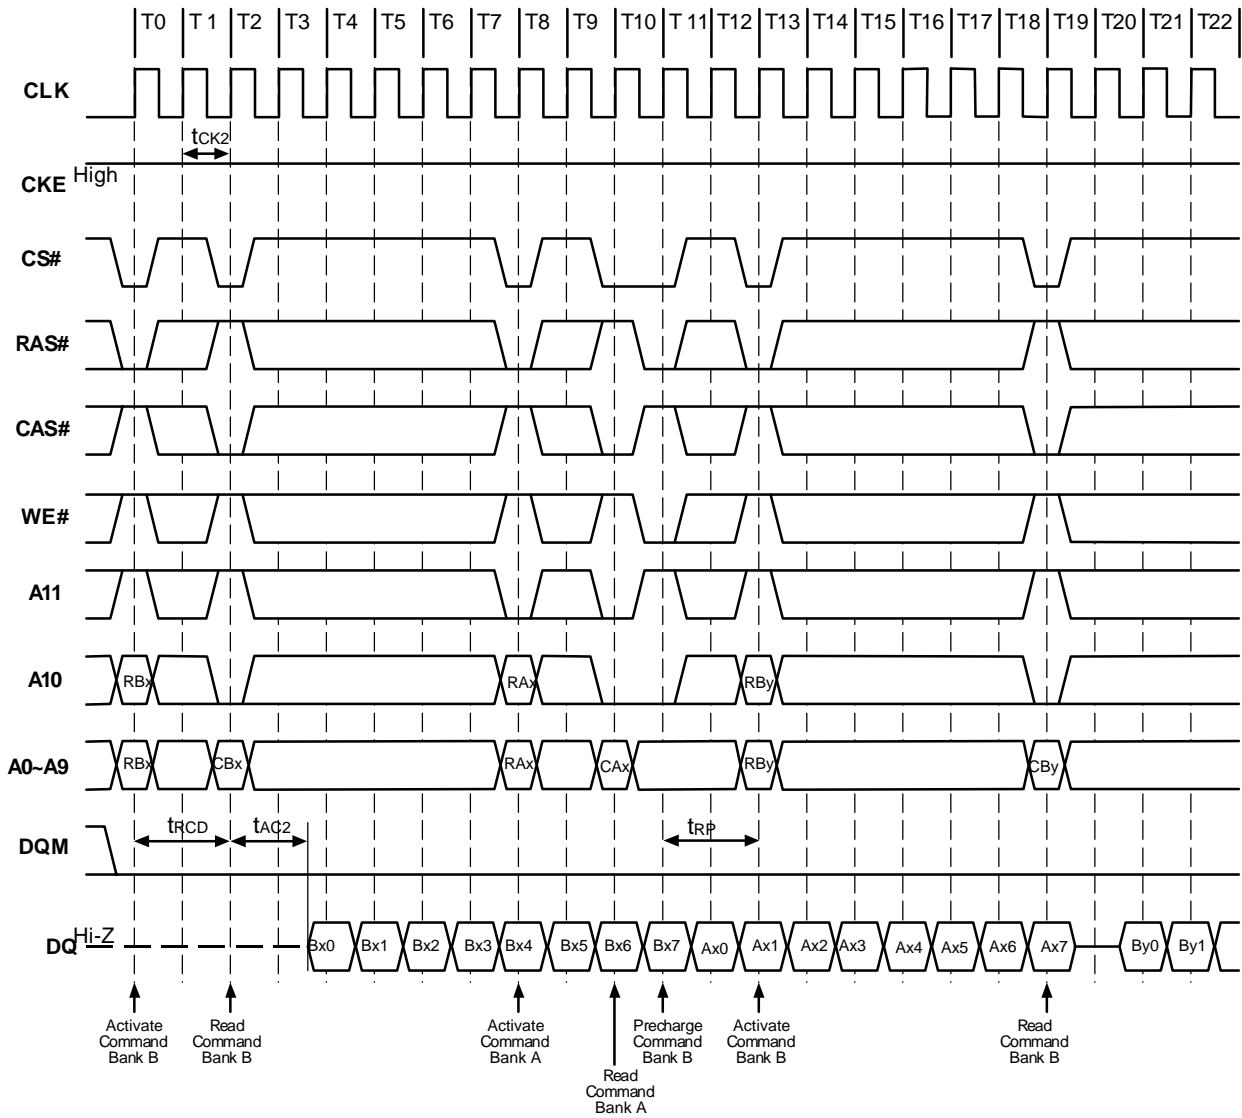 T0 T 1 T2 T3 T4 T5 T6 T7 T8 T9 T10 T 11 T12 T13 T14 T15 T16 T17 T18 T19 T20 T21 T22
CLK
tCK2
CKE High
CS#
RAS#
CAS#
WE#
A11
A10 RBx RAx RBy
A0~A9 RBx CBx RAx CAx RBy CBy
DQM tRCD tAC2 tRP
DQ Hi-Z Bx0 Bx1 Bx2 Bx3 Bx4 Bx5 Bx6 Bx7 Ax0 Ax1 Ax2 Ax3 Ax4 Ax5 Ax6 Ax7 By0 By1
Activate
Command
Bank B
Read
Command
Bank B
Activate
Command
Bank A
Read
Command
Bank A
Precharge
Command
Bank B
Activate
Command
Bank B
Read
Command
Bank B